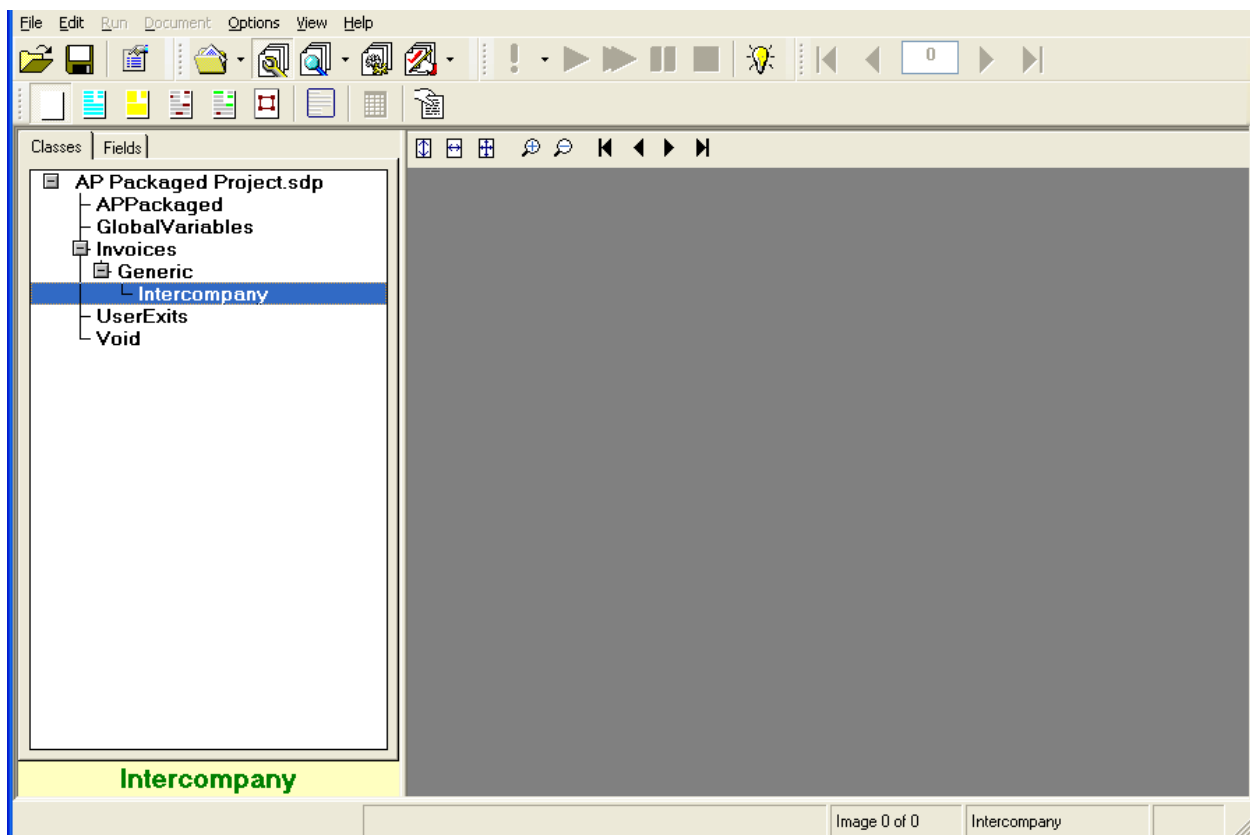 File Edit Run Document Options View Help
0
Classes Fields
AP Packaged Project.sdp
APPackaged
GlobalVariables
Invoices
Generic
Intercompany
UserExits
Void
Intercompany
Image 0 of 0 Intercompany